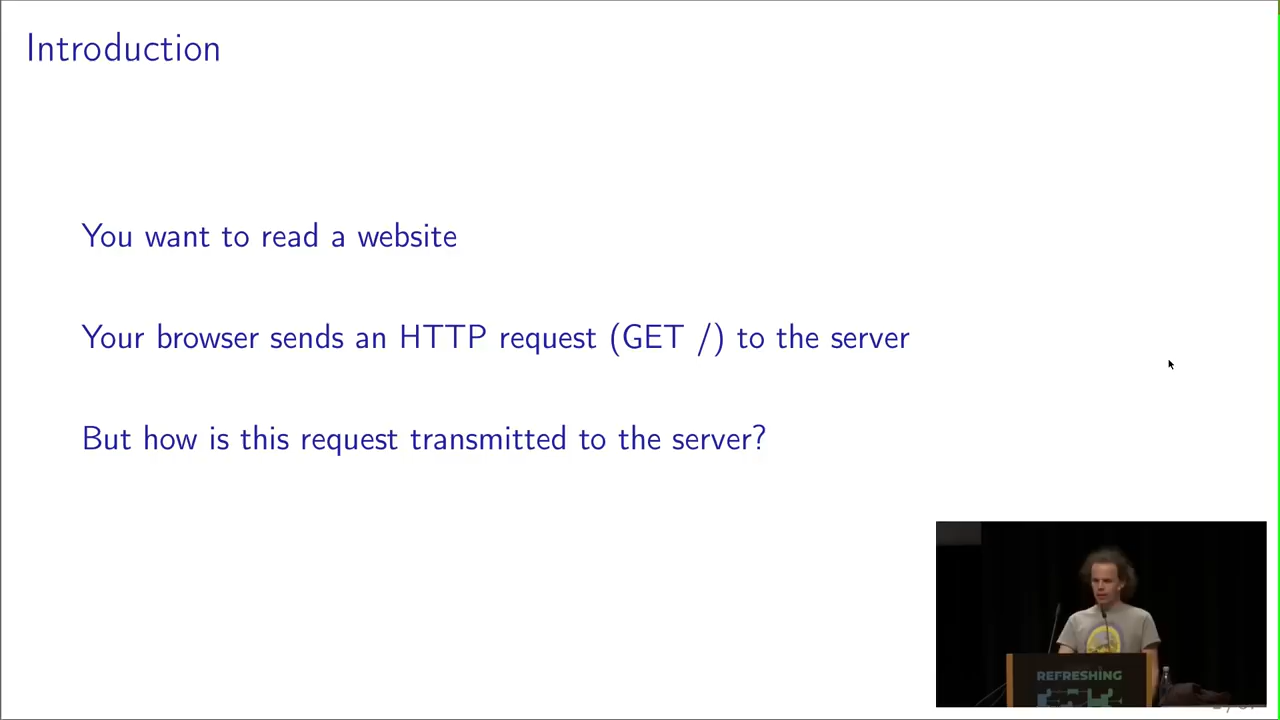 Introduction
You want to read a website
Your browser sends an HTTP request (GET /) to the server
But how is this request transmitted to the server?
REFRESHING